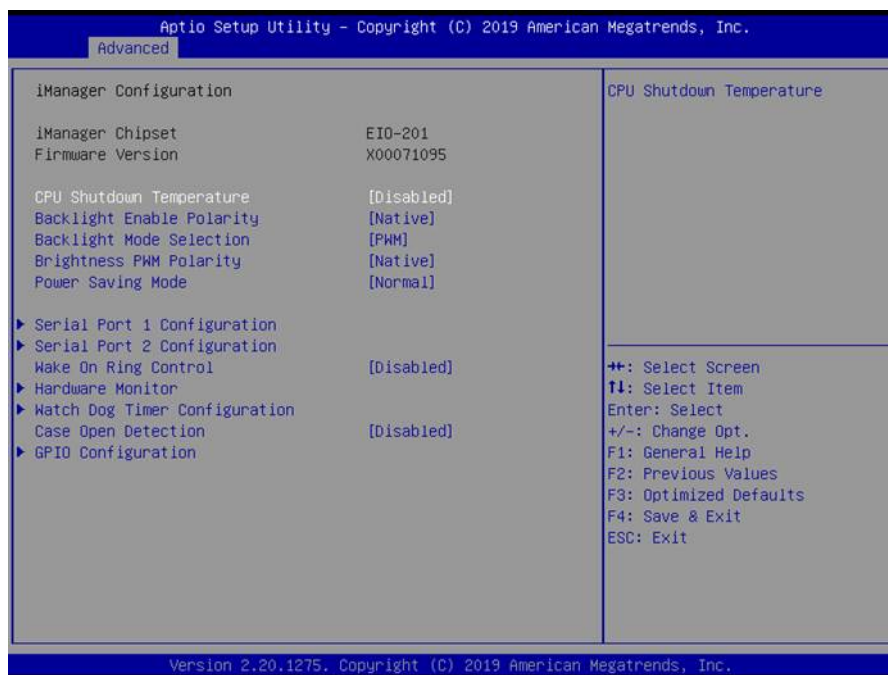 Aptio Setup Utility – Copyright (C) 2019 American Megatrends, Inc.
Advanced
iManager Configuration
iManager Chipset EIO-201
Firmware Version X00071095
CPU Shutdown Temperature [Disabled]
Backlight Enable Polarity [Native]
Backlight Mode Selection [PWM]
Brightness PWM Polarity [Native]
Power Saving Mode [Normal]
Serial Port 1 Configuration
Serial Port 2 Configuration
Wake On Ring Control [Disabled]
Hardware Monitor
Watch Dog Timer Configuration
Case Open Detection [Disabled]
GPIO Configuration
CPU Shutdown Temperature
→←: Select Screen
↑↓: Select Item
Enter: Select
+/-: Change Opt.
F1: General Help
F2: Previous Values
F3: Optimized Defaults
F4: Save & Exit
ESC: Exit
Version 2.20.1275. Copyright (C) 2019 American Megatrends, Inc.